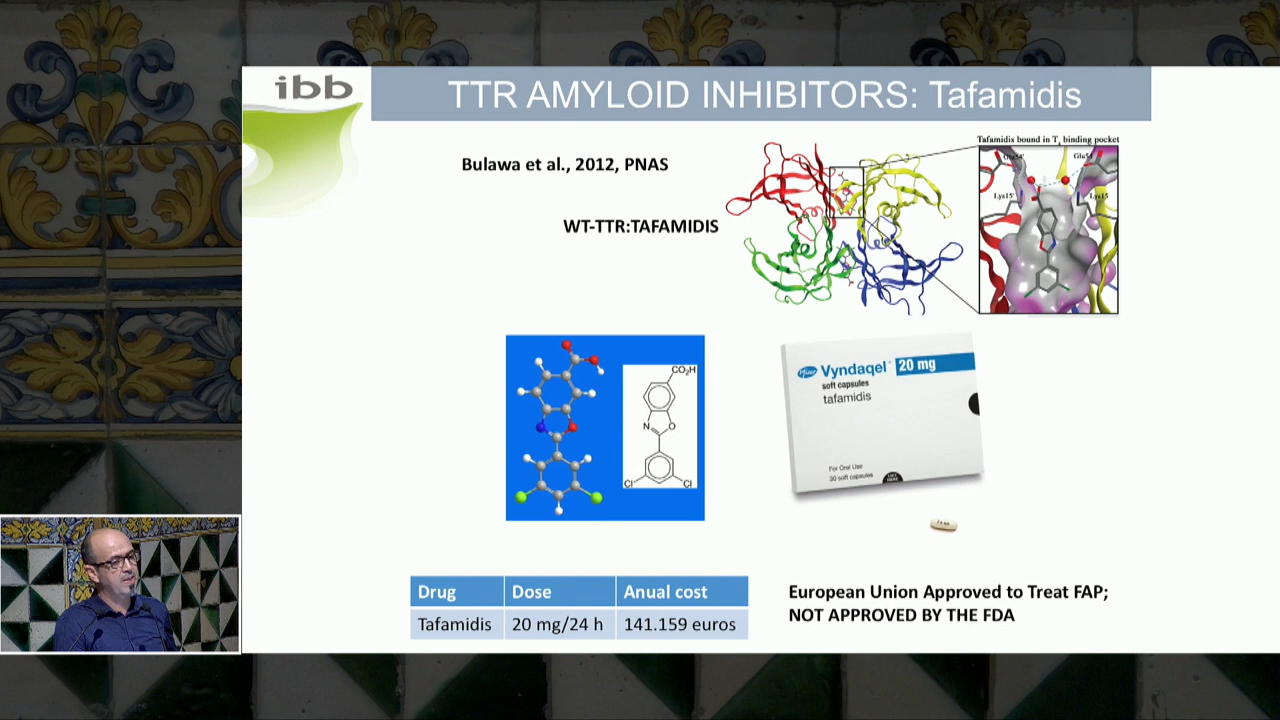 ibb
TTR AMYLOID INHIBITORS: Tafamidis
Bulawa et al., 2012, PNAS
WT-TTR:TAFAMIDIS
Tafamidis bound in T4 binding pocket
Lys15'
Lys15
CO₂H
N
O
Cl
Cl
Pfizer Vyndaqel 20 mg
soft capsules
tafamidis
For Oral Use
30 soft capsules
Drug Dose Anual cost
Tafamidis 20 mg/24 h 141.159 euros
European Union Approved to Treat FAP;
NOT APPROVED BY THE FDA